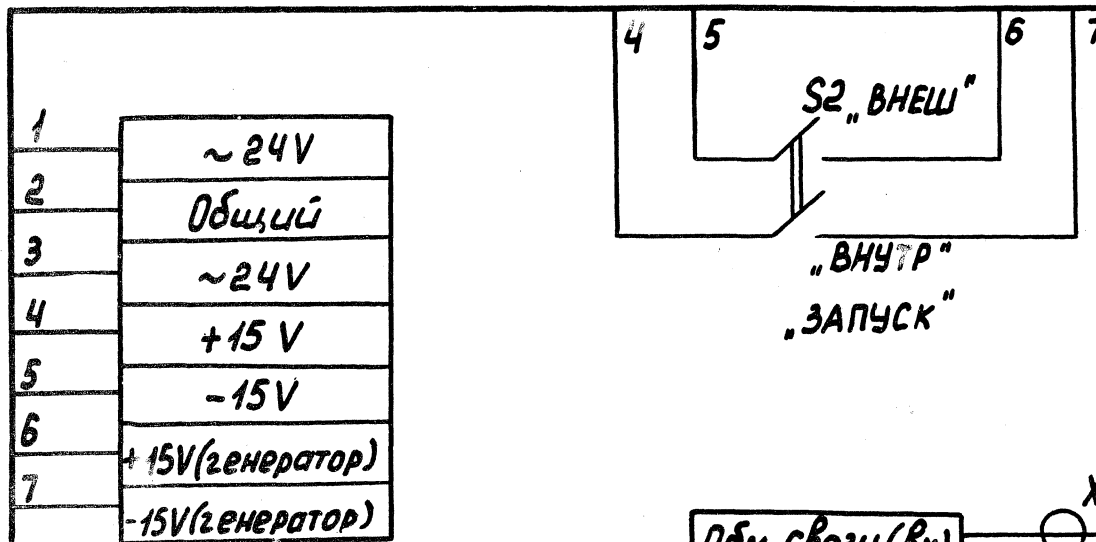 4 5 6 7
S2 „ВНЕШ"
„ВНУТР"
„ЗАПУСК"
1 ~24V
2 Общий
3 ~24V
4 +15 V
5 -15V
6 +15V(генератор)
7 -15V(генератор)